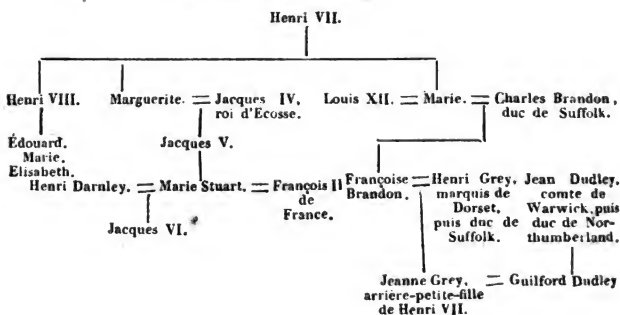 Henri VII.
Henri VIII. Marguerite. = Jacques IV, Louis XII. = Marie. = Charles Brandon,
roi d'Ecosse. duc de Suffolk.
Édouard. Jacques V.
Marie.
Elisabeth.
Henri Darnley. = Marie Stuart. = François II
de
France.
Jacques VI.
Françoise = Henri Grey,
Brandon. marquis de
Dorset,
puis duc de
Suffolk.
Jean Dudley,
comte de
Warwick, puis
duc de Nor-
thumberland.
Jeanne Grey, = Guilford Dudley
arrière-petite-fille
de Henri VII.